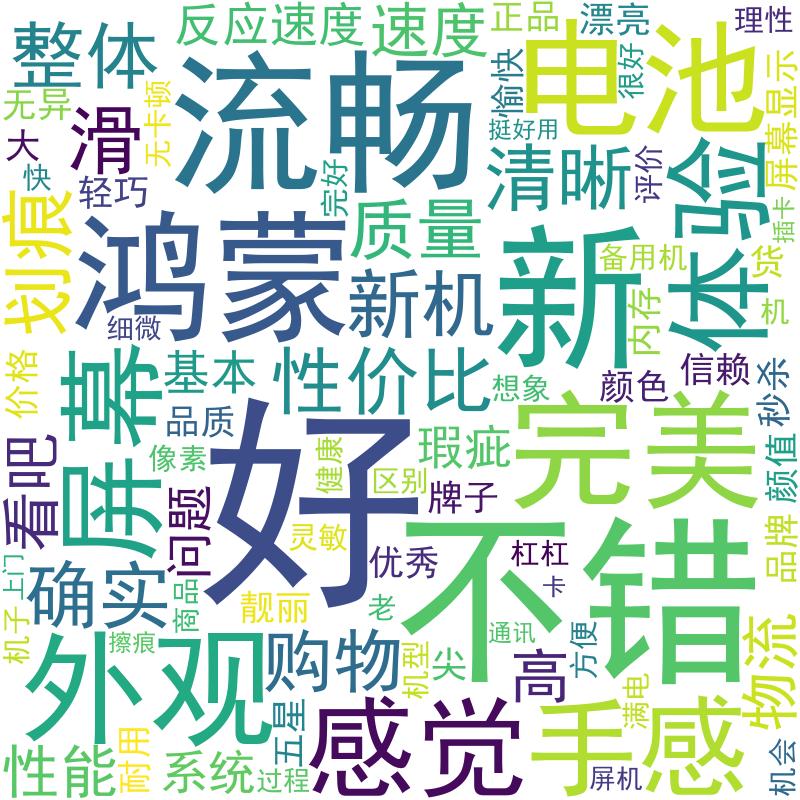 整体
反应速度
速度
正品
漂亮
理性
流畅
电池
愉快
很好
无异
滑
无卡顿
大
快
轻巧
完好
挺好用
清晰
评价
体验
屏幕显示
插卡
划痕
鸿蒙
质量
新机
新
备用机
货
机
细微
内存
价格
屏幕
基本
性价比
想象
颜色
信赖
秒杀
品质
好
瑕疵
完美
看吧
像素
健康
区别
牌子
颜值
问题
灵敏
不错
优秀
杠杠
卡
品牌
上门
机子
确实
商品
靓丽
老
擦痕
外观
购物
机型
尖
通讯
方便
高
物流
满电
五星
感觉
手感
性能
耐用
系统
过程
屏机
机会